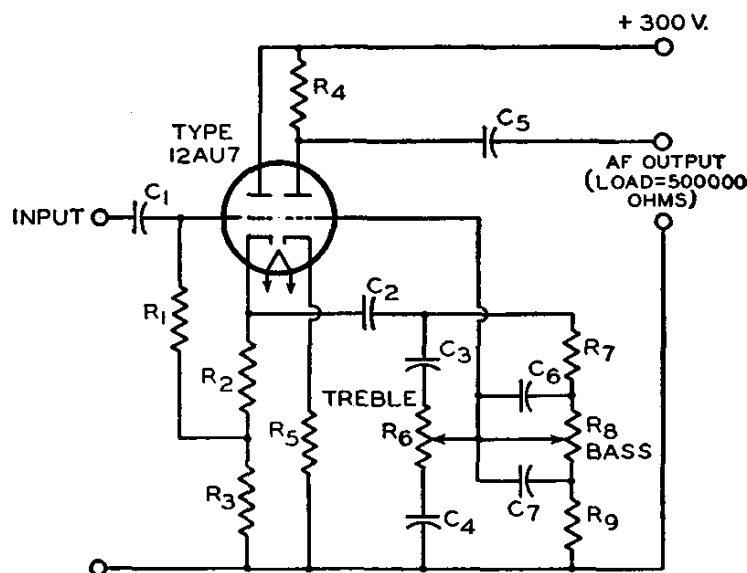 + 300 V.
R4
C5
TYPE
12AU7
AF OUTPUT
(LOAD=500000
OHMS)
C1
INPUT
C2
R1
C3
R7
C6
R2
TREBLE
R8
R6
BASS
R5
R3
C7
C4
R9